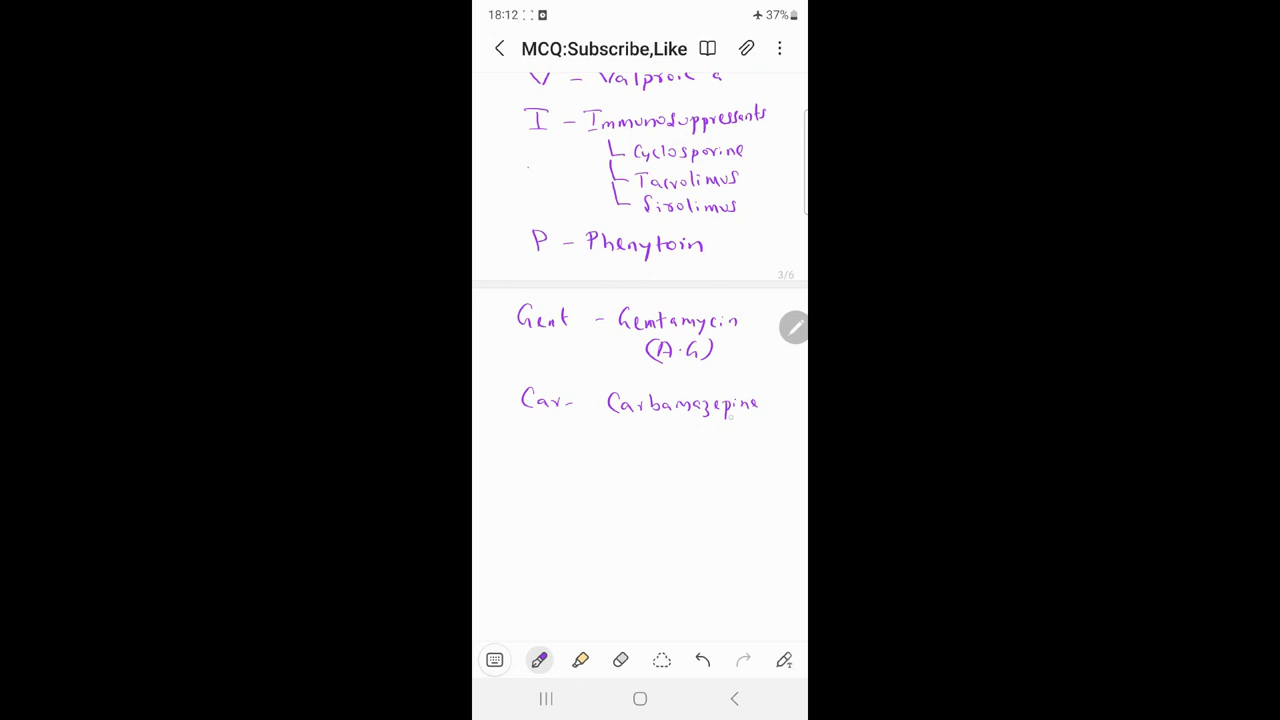 18:12 37%
MCQ:Subscribe,Like
V - Valproic a
I - Immunosuppressants
Cyclosporine
Tacrolimus
Sirolimus
P - Phenytoin
3/6
Gent - Gentamycin
(A.G)
Car- Carbamazepine